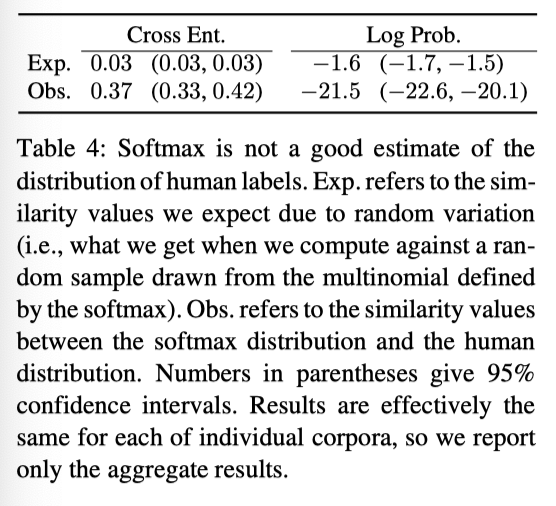 Cross Ent. Log Prob.
Exp. 0.03 (0.03, 0.03) −1.6 (−1.7, −1.5)
Obs. 0.37 (0.33, 0.42) −21.5 (−22.6, −20.1)
Table 4: Softmax is not a good estimate of the
distribution of human labels. Exp. refers to the sim-
ilarity values we expect due to random variation
(i.e., what we get when we compute against a ran-
dom sample drawn from the multinomial defined
by the softmax). Obs. refers to the similarity values
between the softmax distribution and the human
distribution. Numbers in parentheses give 95%
confidence intervals. Results are effectively the
same for each of individual corpora, so we report
only the aggregate results.